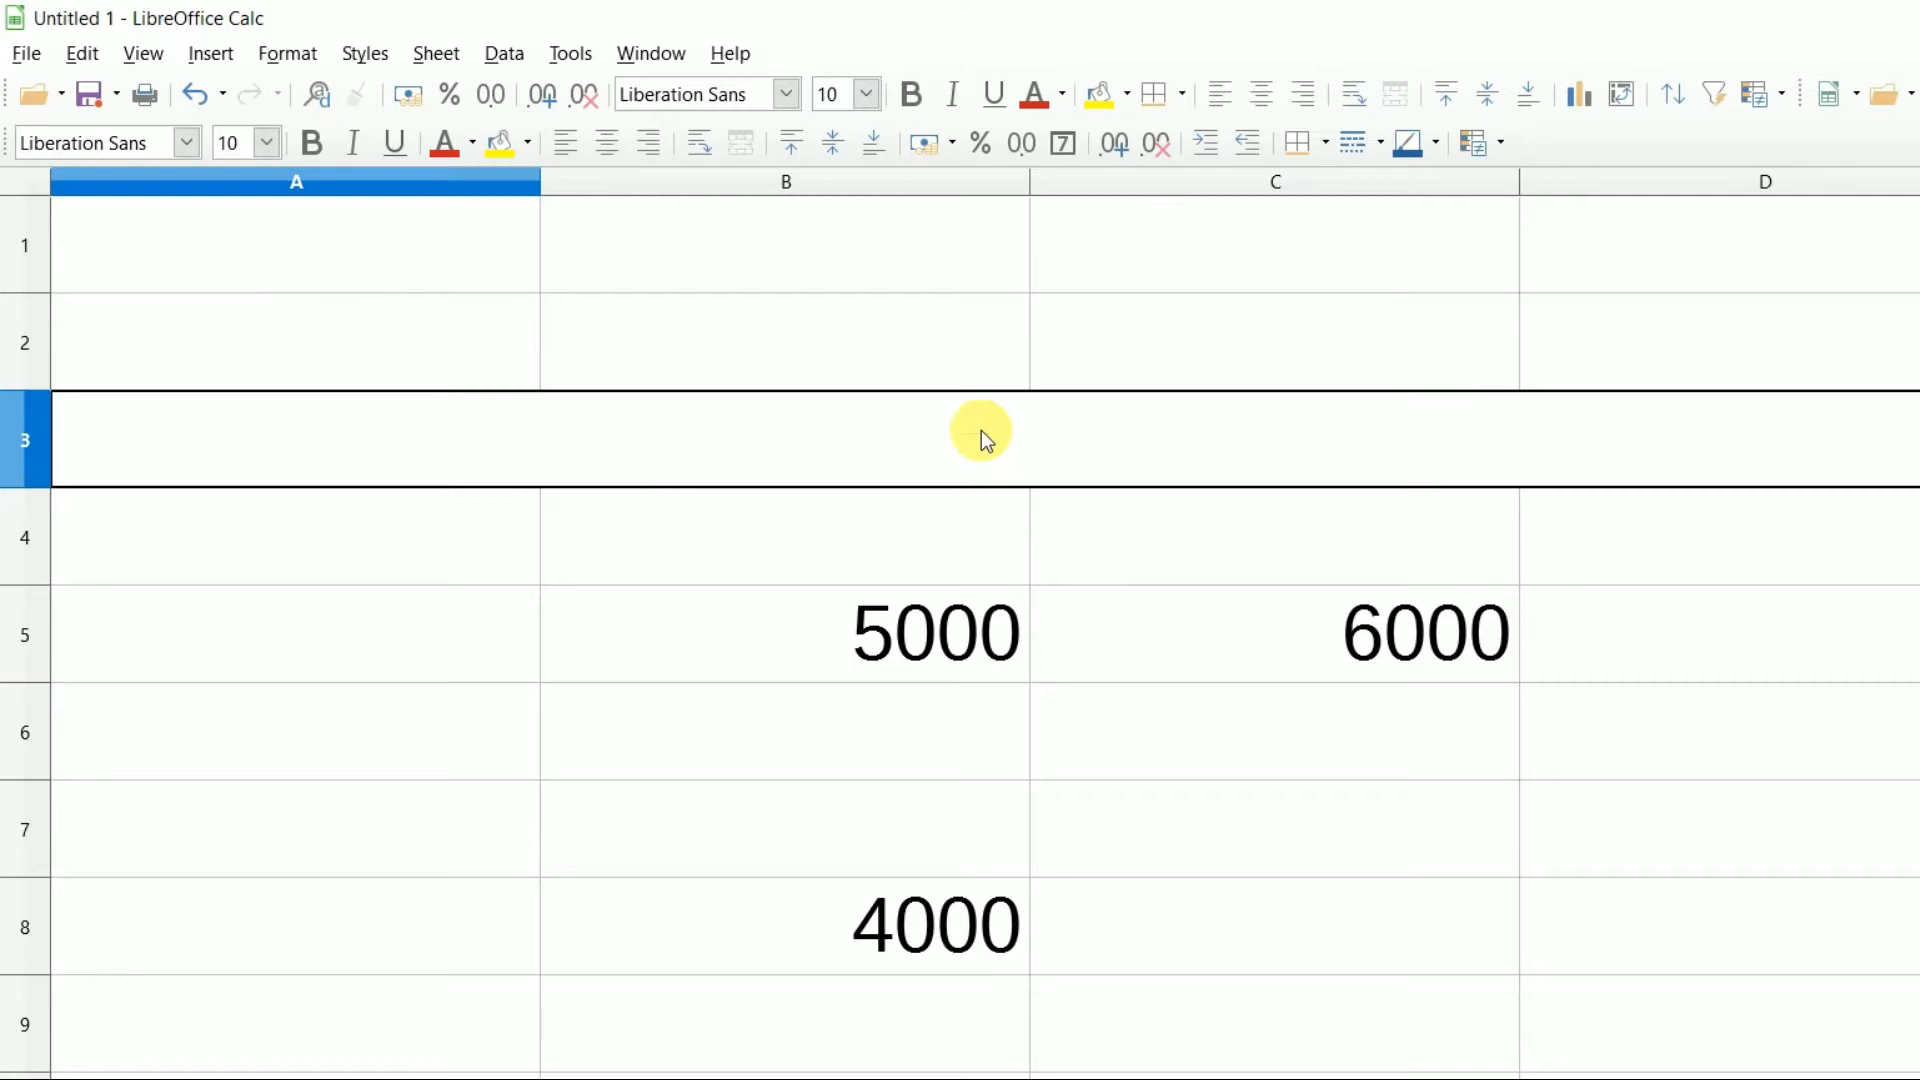 Untitled 1 - LibreOffice Calc
File Edit View Insert Format Styles Sheet Data Tools Window Help
Liberation Sans 10
Liberation Sans 10
A B C D
1
2
3
4
5 5000 6000
6
7
8 4000
9